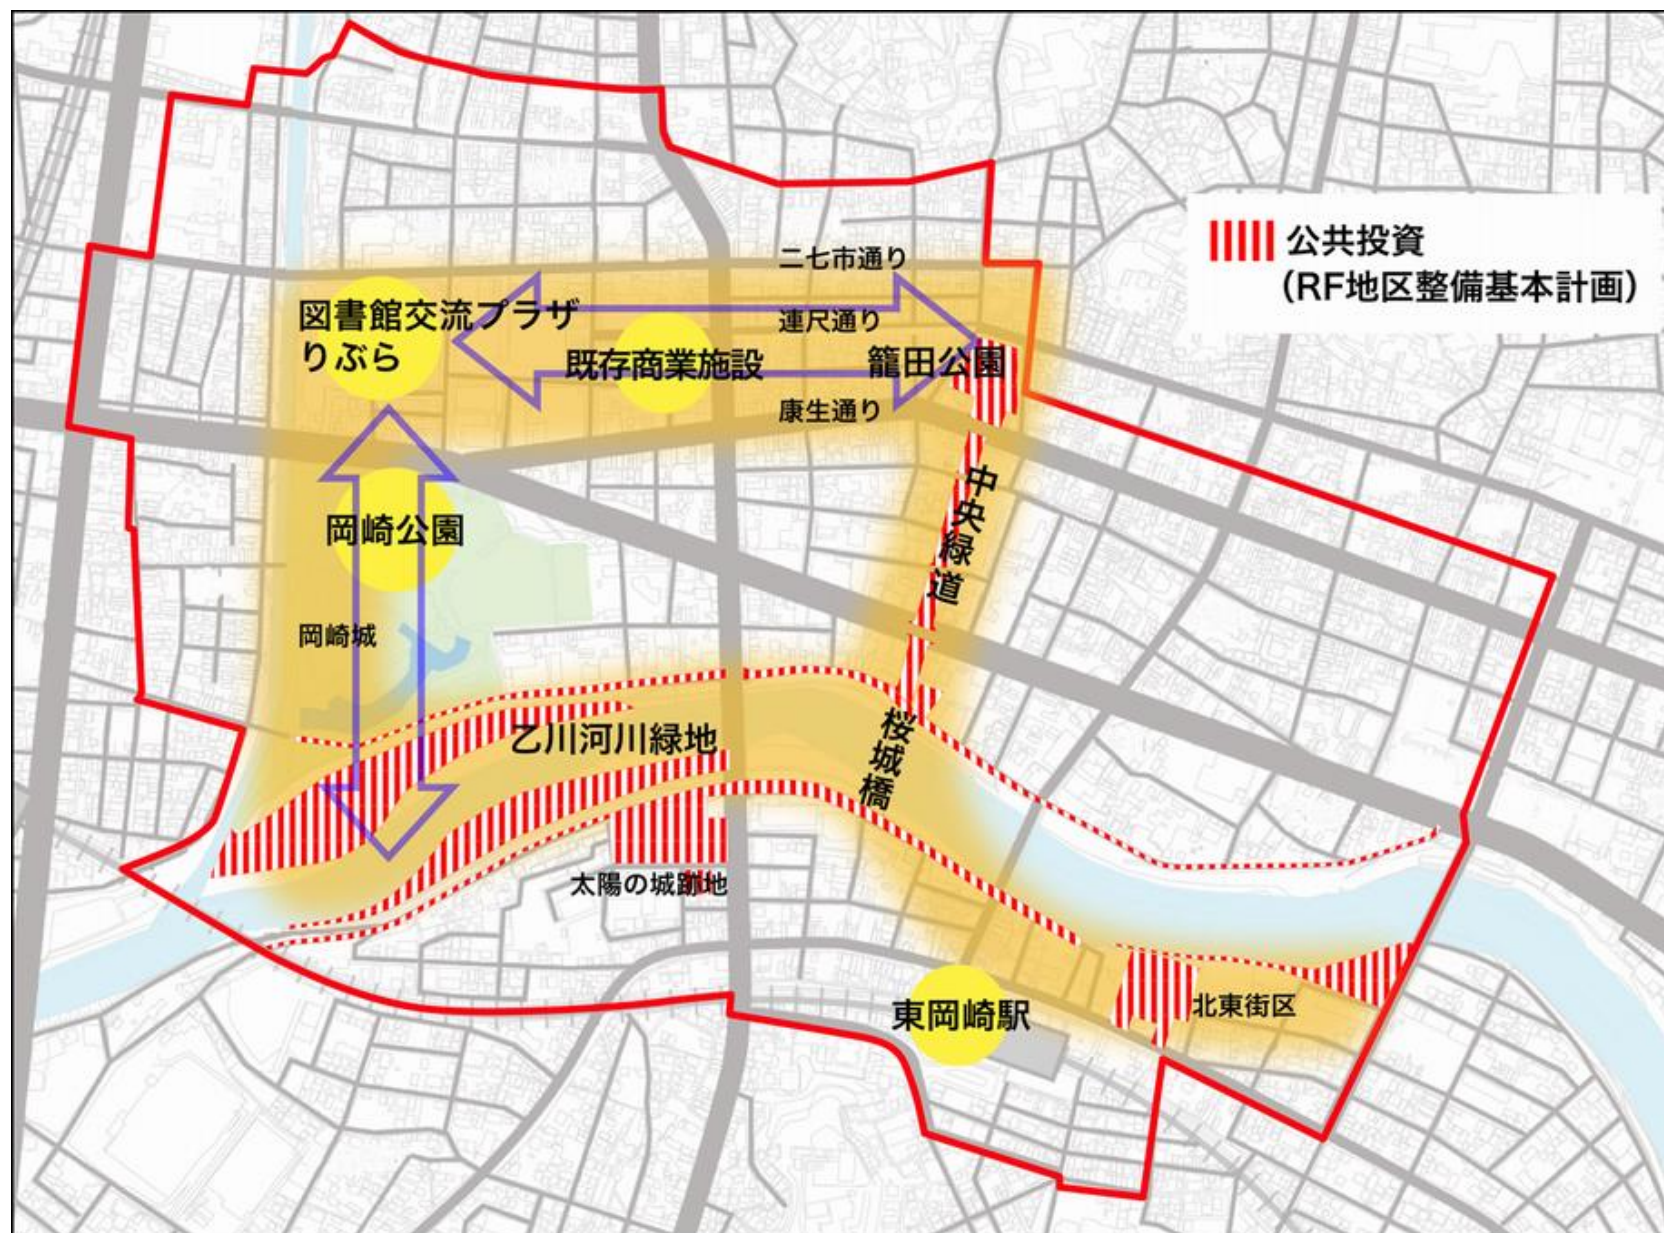 公共投資
（RF地区整備基本計画）
二七市通り
図書館交流プラザ
りぶら
連尺通り
既存商業施設
籠田公園
康生通り
中央緑道
岡崎公園
岡崎城
乙川河川緑地
桜城橋
太陽の城跡地
東岡崎駅
北東街区